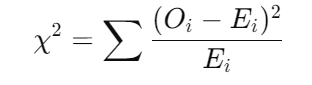 χ² = ∑ (Oᵢ − Eᵢ)² / Eᵢ